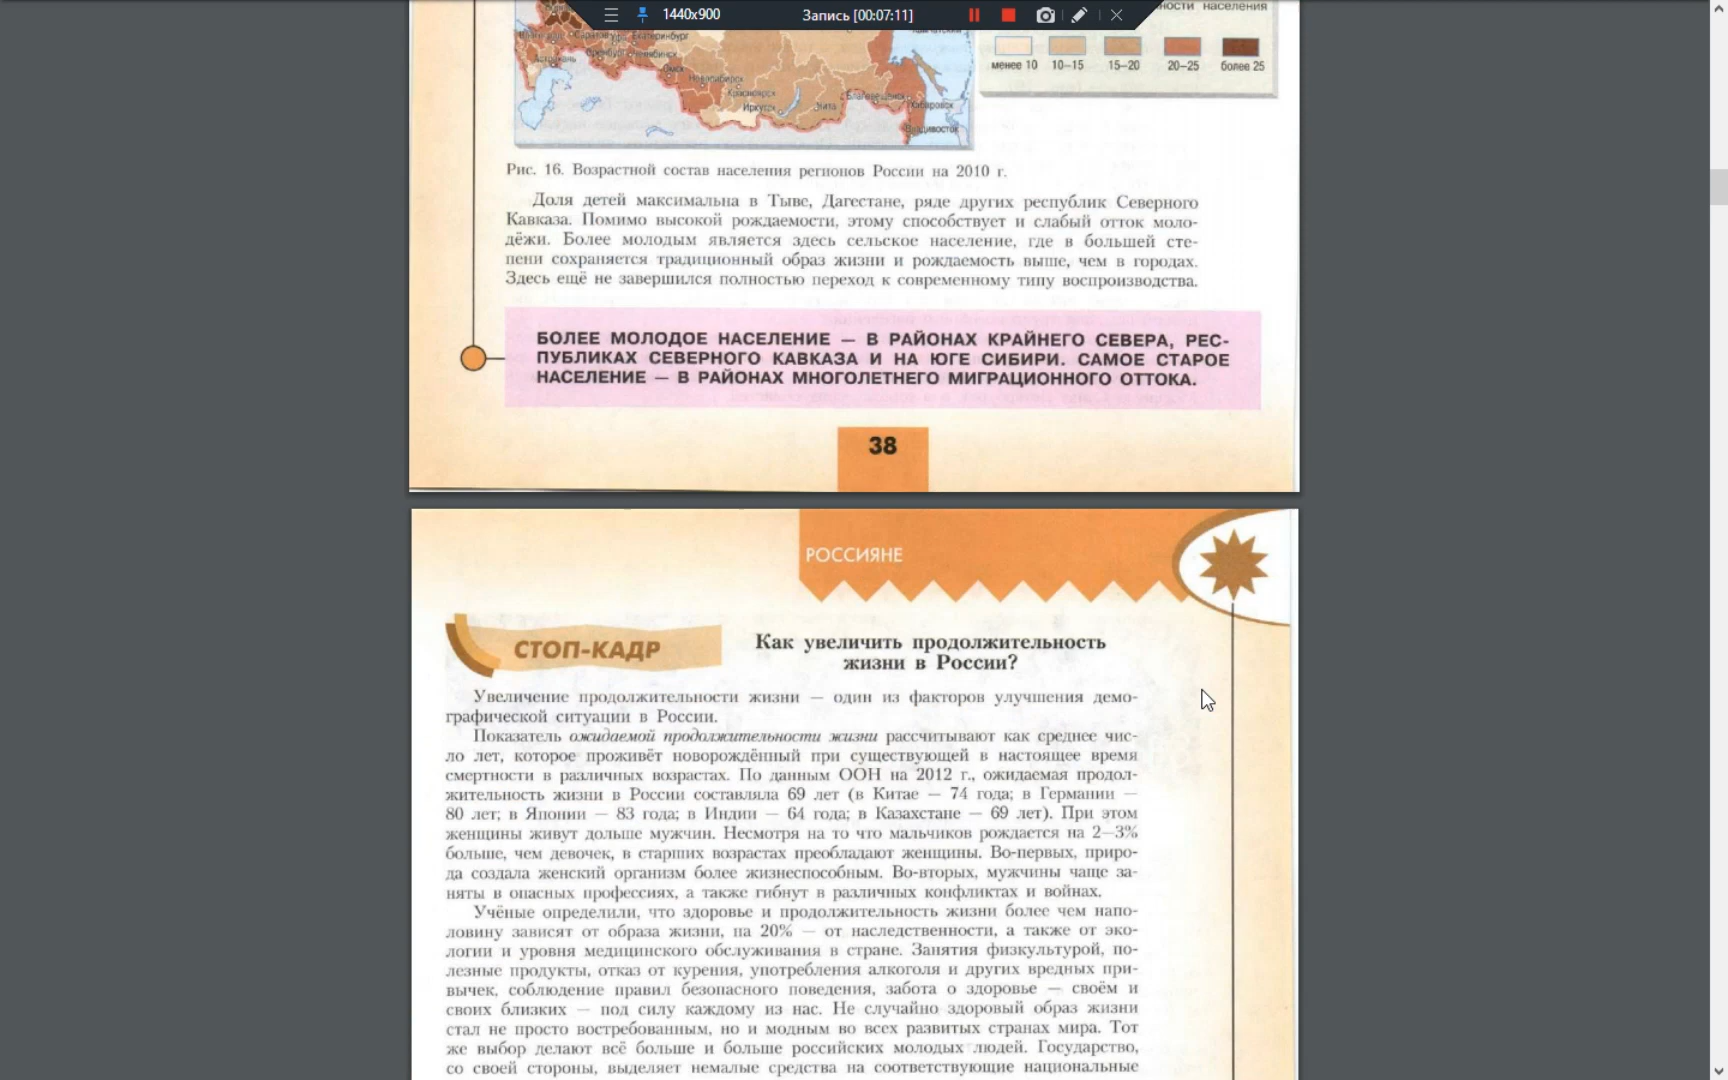 1440x900
Запись [00:07:11]
населения
Екатеринбург
Астрахань
Оренбург
Челябинск
Омск
Новосибирск
Красноярск
Иркутск
Чита
Благовещенск
Хабаровск
Владивосток
менее 10 10–15 15–20 20–25 более 25
Рис. 16. Возрастной состав населения регионов России на 2010 г.
Доля детей максимальна в Тыве, Дагестане, ряде других республик Северного
Кавказа. Помимо высокой рождаемости, этому способствует и слабый отток моло-
дёжи. Более молодым является здесь сельское население, где в большей сте-
пени сохраняется традиционный образ жизни и рождаемость выше, чем в городах.
Здесь ещё не завершился полностью переход к современному типу воспроизводства.
БОЛЕЕ МОЛОДОЕ НАСЕЛЕНИЕ — В РАЙОНАХ КРАЙНЕГО СЕВЕРА, РЕС-
ПУБЛИКАХ СЕВЕРНОГО КАВКАЗА И НА ЮГЕ СИБИРИ. САМОЕ СТАРОЕ
НАСЕЛЕНИЕ — В РАЙОНАХ МНОГОЛЕТНЕГО МИГРАЦИОННОГО ОТТОКА.
38
РОССИЯНЕ
СТОП-КАДР
Как увеличить продолжительность
жизни в России?
Увеличение продолжительности жизни — один из факторов улучшения демо-
графической ситуации в России.
Показатель ожидаемой продолжительности жизни рассчитывают как среднее чис-
ло лет, которое проживёт новорождённый при существующей в настоящее время
смертности в различных возрастах. По данным ООН на 2012 г., ожидаемая продол-
жительность жизни в России составляла 69 лет (в Китае — 74 года; в Германии —
80 лет; в Японии — 83 года; в Индии — 64 года; в Казахстане — 69 лет). При этом
женщины живут дольше мужчин. Несмотря на то что мальчиков рождается на 2—3%
больше, чем девочек, в старших возрастах преобладают женщины. Во-первых, приро-
да создала женский организм более жизнеспособным. Во-вторых, мужчины чаще за-
няты в опасных профессиях, а также гибнут в различных конфликтах и войнах.
Учёные определили, что здоровье и продолжительность жизни более чем напо-
ловину зависят от образа жизни, на 20% — от наследственности, а также от эко-
логии и уровня медицинского обслуживания в стране. Занятия физкультурой, по-
лезные продукты, отказ от курения, употребления алкоголя и других вредных при-
вычек, соблюдение правил безопасного поведения, забота о здоровье — своём и
своих близких — под силу каждому из нас. Не случайно здоровый образ жизни
стал не просто востребованным, но и модным во всех развитых странах мира. Тот
же выбор делают всё больше и больше российских молодых людей. Государство,
со своей стороны, выделяет немалые средства на соответствующие национальные